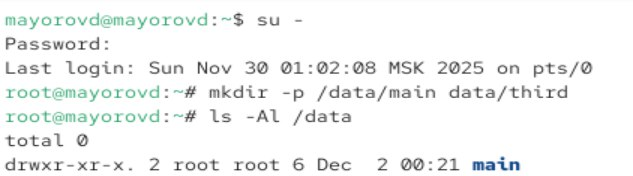 mayorovd@mayorovd:~$ su -
Password:
Last login: Sun Nov 30 01:02:08 MSK 2025 on pts/0
root@mayorovd:~# mkdir -p /data/main data/third
root@mayorovd:~# ls -Al /data
total 0
drwxr-xr-x. 2 root root 6 Dec  2 00:21 main